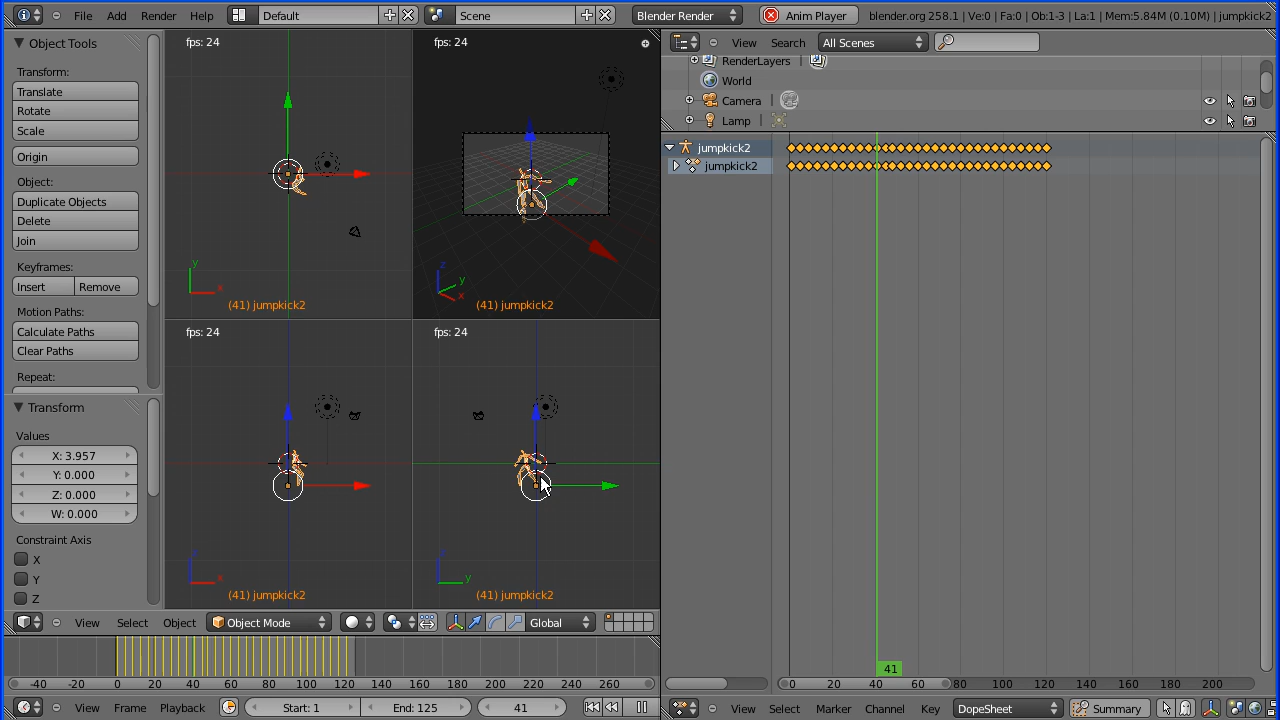 File Add Render Help Default Scene Blender Render Anim Player blender.org 258.1 | Ve:0 | Fa:0 | Ob:1-3 | La:1 | Mem:5.84M (0.10M) | jumpkick2
Object Tools
Transform:
Translate
Rotate
Scale
Origin
Object:
Duplicate Objects
Delete
Join
Keyframes:
Insert Remove
Motion Paths:
Calculate Paths
Clear Paths
Repeat:
Transform
Values
X: 3.957
Y: 0.000
Z: 0.000
W: 0.000
Constraint Axis
X
Y
Z
fps: 24
y
x
(41) jumpkick2
fps: 24
z
y
x
(41) jumpkick2
fps: 24
z
x
(41) jumpkick2
fps: 24
z
y
(41) jumpkick2
View Select Object Object Mode Global
-40 -20 0 20 40 60 80 100 120 140 160 180 200 220 240 260
View Frame Playback Start: 1 End: 125 41
View Search All Scenes
RenderLayers
World
Camera
Lamp
jumpkick2
jumpkick2
41
0 20 40 60 80 100 120 140 160 180 200
View Select Marker Channel Key DopeSheet Summary